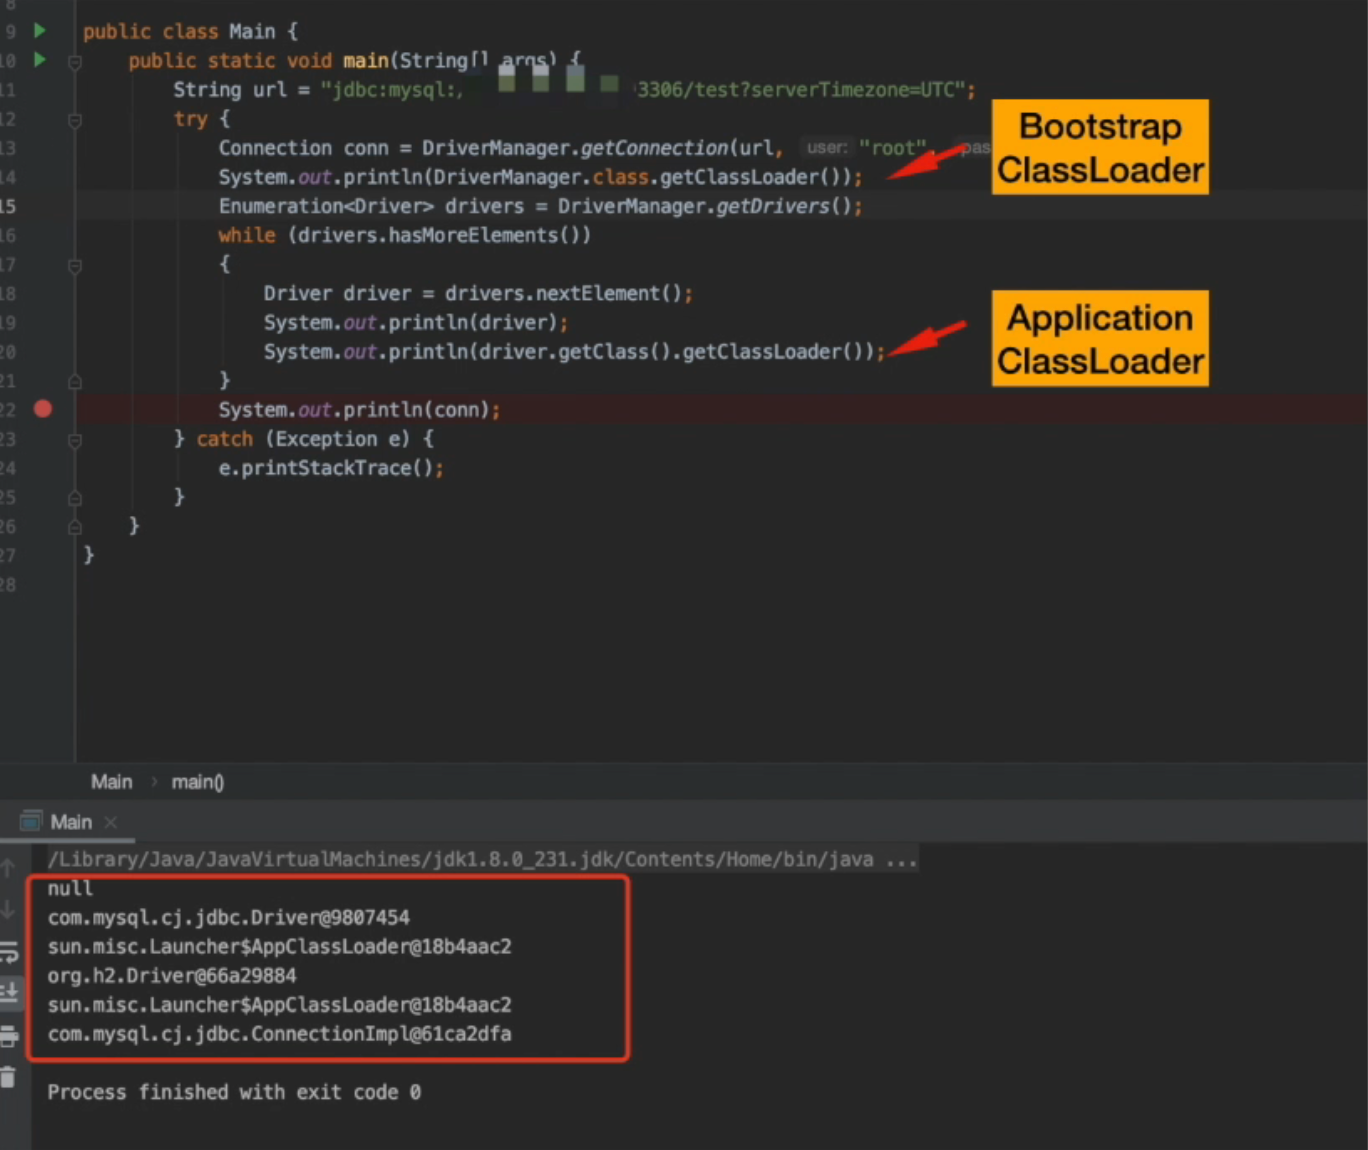 8
9 public class Main {
10 public static void main(String[] args) {
11 String url = "jdbc:mysql: 3306/test?serverTimezone=UTC";
12 try {
13 Connection conn = DriverManager.getConnection(url, user: "root", pas
14 System.out.println(DriverManager.class.getClassLoader());
15 Enumeration<Driver> drivers = DriverManager.getDrivers();
16 while (drivers.hasMoreElements())
17 {
18 Driver driver = drivers.nextElement();
19 System.out.println(driver);
20 System.out.println(driver.getClass().getClassLoader());
21 }
22 System.out.println(conn);
23 } catch (Exception e) {
24 e.printStackTrace();
25 }
26 }
27 }
28
Bootstrap
ClassLoader
Application
ClassLoader
Main > main()
Main ×
/Library/Java/JavaVirtualMachines/jdk1.8.0_231.jdk/Contents/Home/bin/java ...
null
com.mysql.cj.jdbc.Driver@9807454
sun.misc.Launcher$AppClassLoader@18b4aac2
org.h2.Driver@66a29884
sun.misc.Launcher$AppClassLoader@18b4aac2
com.mysql.cj.jdbc.ConnectionImpl@61ca2dfa
Process finished with exit code 0